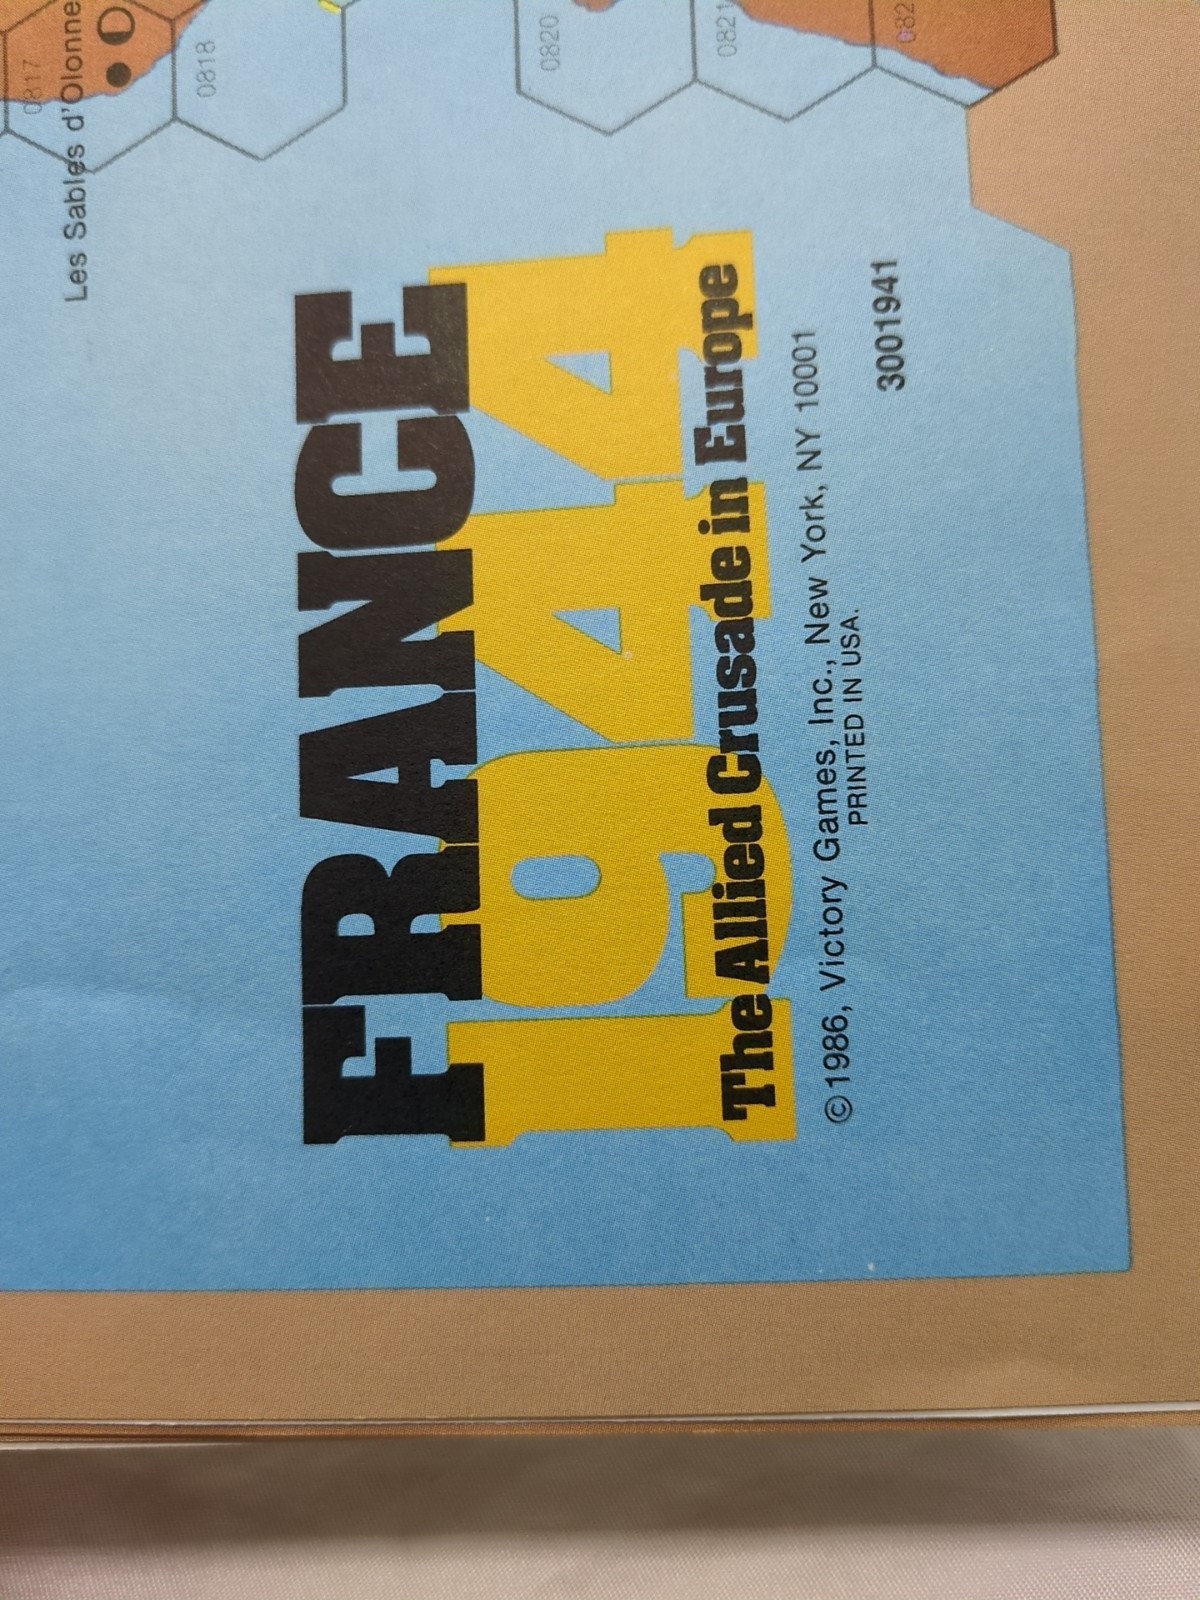 0817
0818
0820
0821
Les Sables d'Olonne
FRANCE
1944
The Allied Crusade in Europe
©1986, Victory Games, Inc., New York, NY 10001
PRINTED IN USA.
3001941